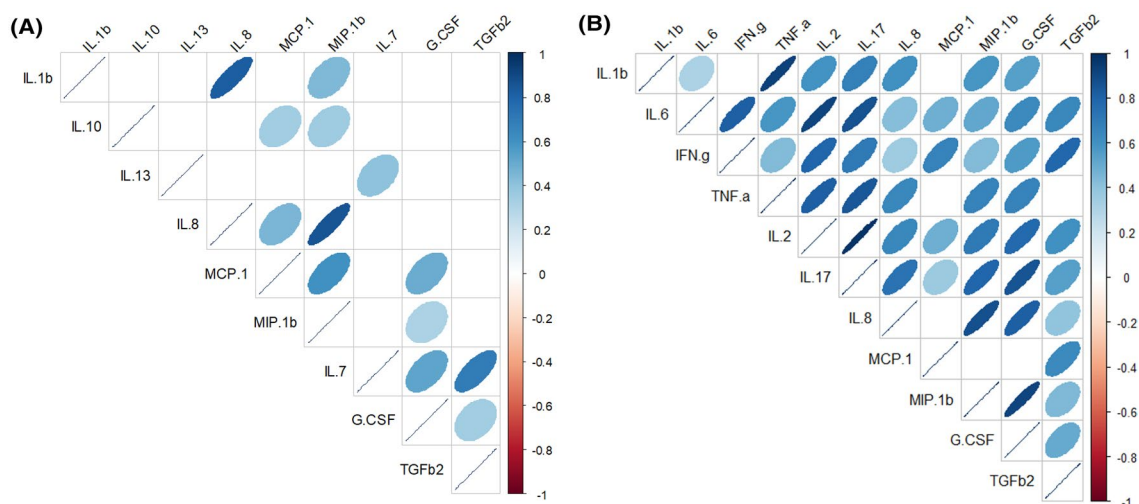 (A)
IL.1b
IL.10
IL.13
IL.8
MCP.1
MIP.1b
IL.7
G.CSF
TGFb2
IL.1b
IL.10
IL.13
IL.8
MCP.1
MIP.1b
IL.7
G.CSF
TGFb2
1
0.8
0.6
0.4
0.2
0
-0.2
-0.4
-0.6
-0.8
-1
(B)
IL.1b
IL.6
IFN.g
TNF.a
IL.2
IL.17
IL.8
MCP.1
MIP.1b
G.CSF
TGFb2
IL.1b
IL.6
IFN.g
TNF.a
IL.2
IL.17
IL.8
MCP.1
MIP.1b
G.CSF
TGFb2
1
0.8
0.6
0.4
0.2
0
-0.2
-0.4
-0.6
-0.8
-1